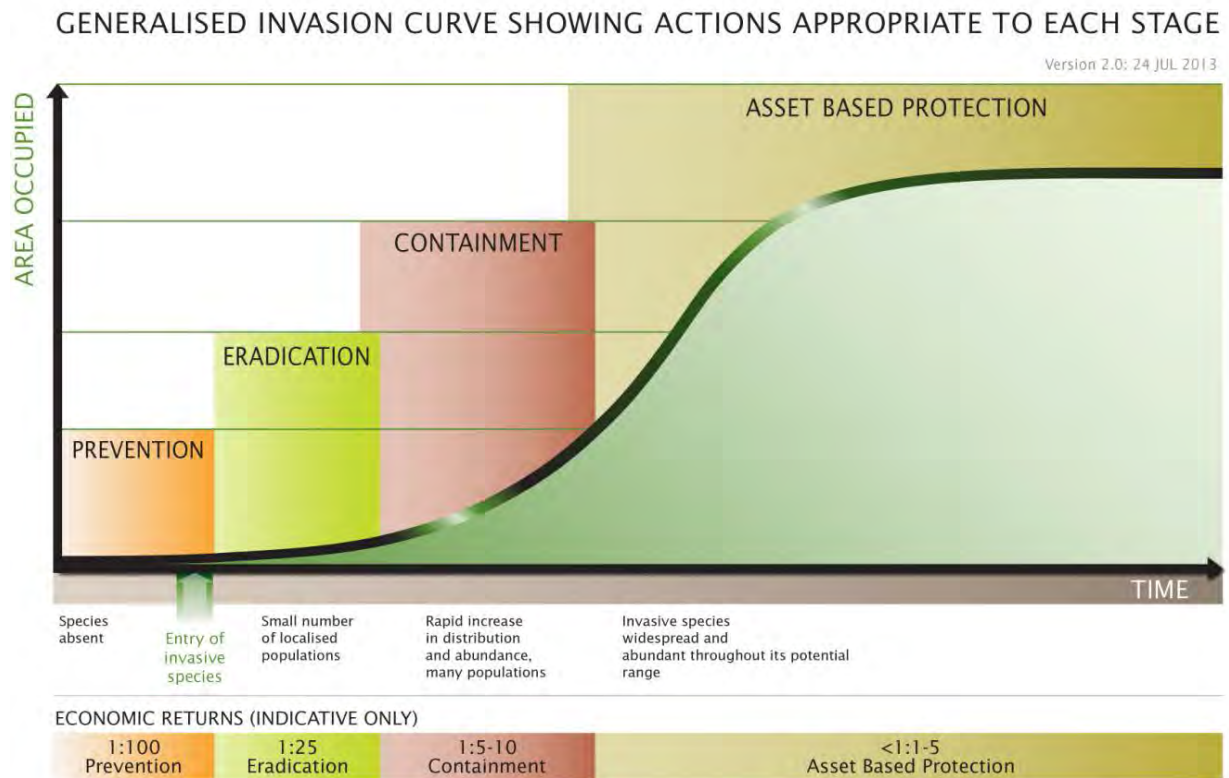 GENERALISED INVASION CURVE SHOWING ACTIONS APPROPRIATE TO EACH STAGE
Version 2.0: 24 JUL 2013
AREA OCCUPIED
ASSET BASED PROTECTION
CONTAINMENT
ERADICATION
PREVENTION
TIME
Species
absent
Entry of
invasive
species
Small number
of localised
populations
Rapid increase
in distribution
and abundance,
many populations
Invasive species
widespread and
abundant throughout its potential
range
ECONOMIC RETURNS (INDICATIVE ONLY)
1:100
Prevention
1:25
Eradication
1:5-10
Containment
<1:1-5
Asset Based Protection